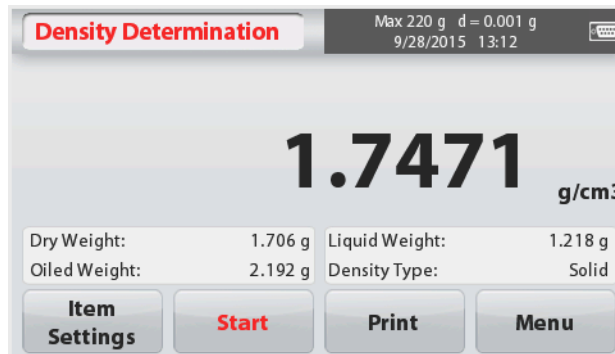 Density Determination
Max 220 g d = 0.001 g
9/28/2015 13:12
1.7471 g/cm3
Dry Weight: 1.706 g Liquid Weight: 1.218 g
Oiled Weight: 2.192 g Density Type: Solid
Item Settings
Start
Print
Menu